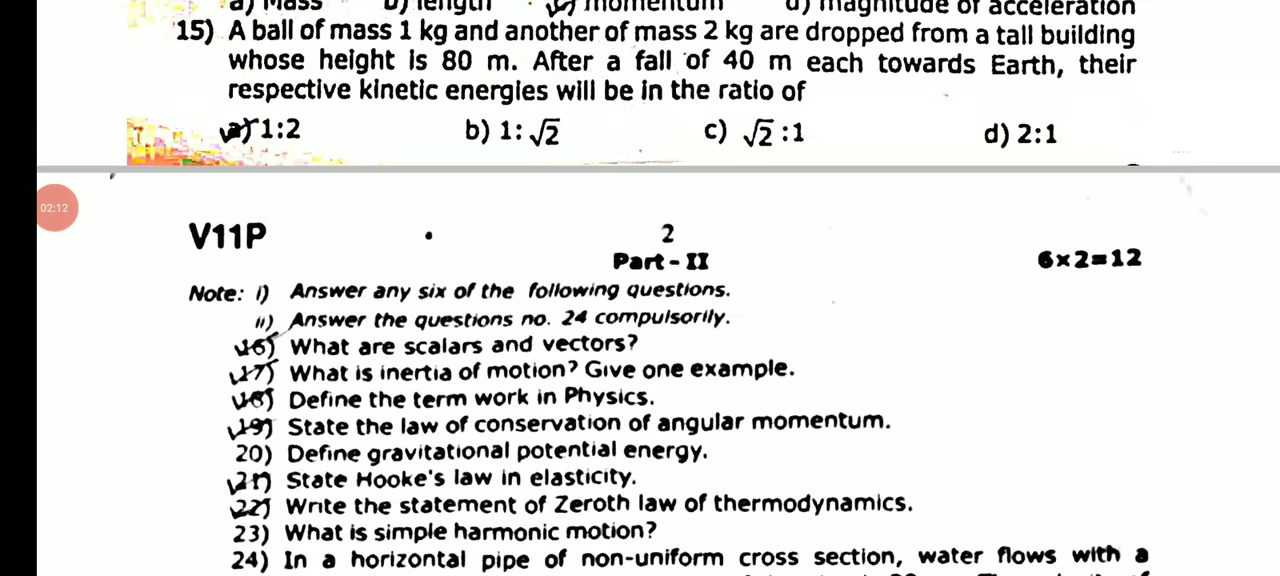 a) Mass b) length c) momentum d) magnitude of acceleration
15) A ball of mass 1 kg and another of mass 2 kg are dropped from a tall building
whose height is 80 m. After a fall of 40 m each towards Earth, their
respective kinetic energies will be in the ratio of
a) 1:2 b) 1:√2 c) √2:1 d) 2:1
02:12
V11P 2
Part - II 6×2=12
Note: i) Answer any six of the following questions.
ii) Answer the questions no. 24 compulsorily.
16) What are scalars and vectors?
17) What is inertia of motion? Give one example.
18) Define the term work in Physics.
19) State the law of conservation of angular momentum.
20) Define gravitational potential energy.
21) State Hooke's law in elasticity.
22) Write the statement of Zeroth law of thermodynamics.
23) What is simple harmonic motion?
24) In a horizontal pipe of non-uniform cross section, water flows with a